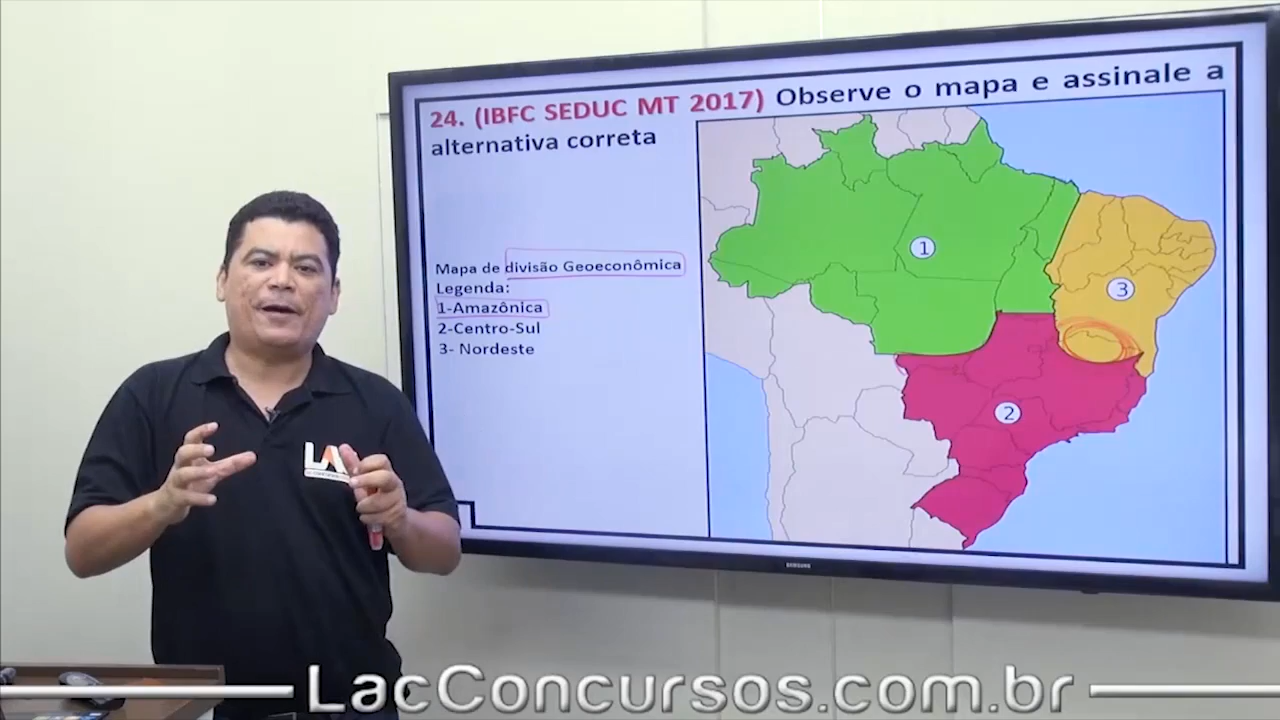 24. (IBFC SEDUC MT 2017) Observe o mapa e assinale a
alternativa correta
Mapa de divisão Geoeconômica
Legenda:
1-Amazônica
2-Centro-Sul
3- Nordeste
1
3
2
LAC
SAMSUNG
LacConcursos.com.br